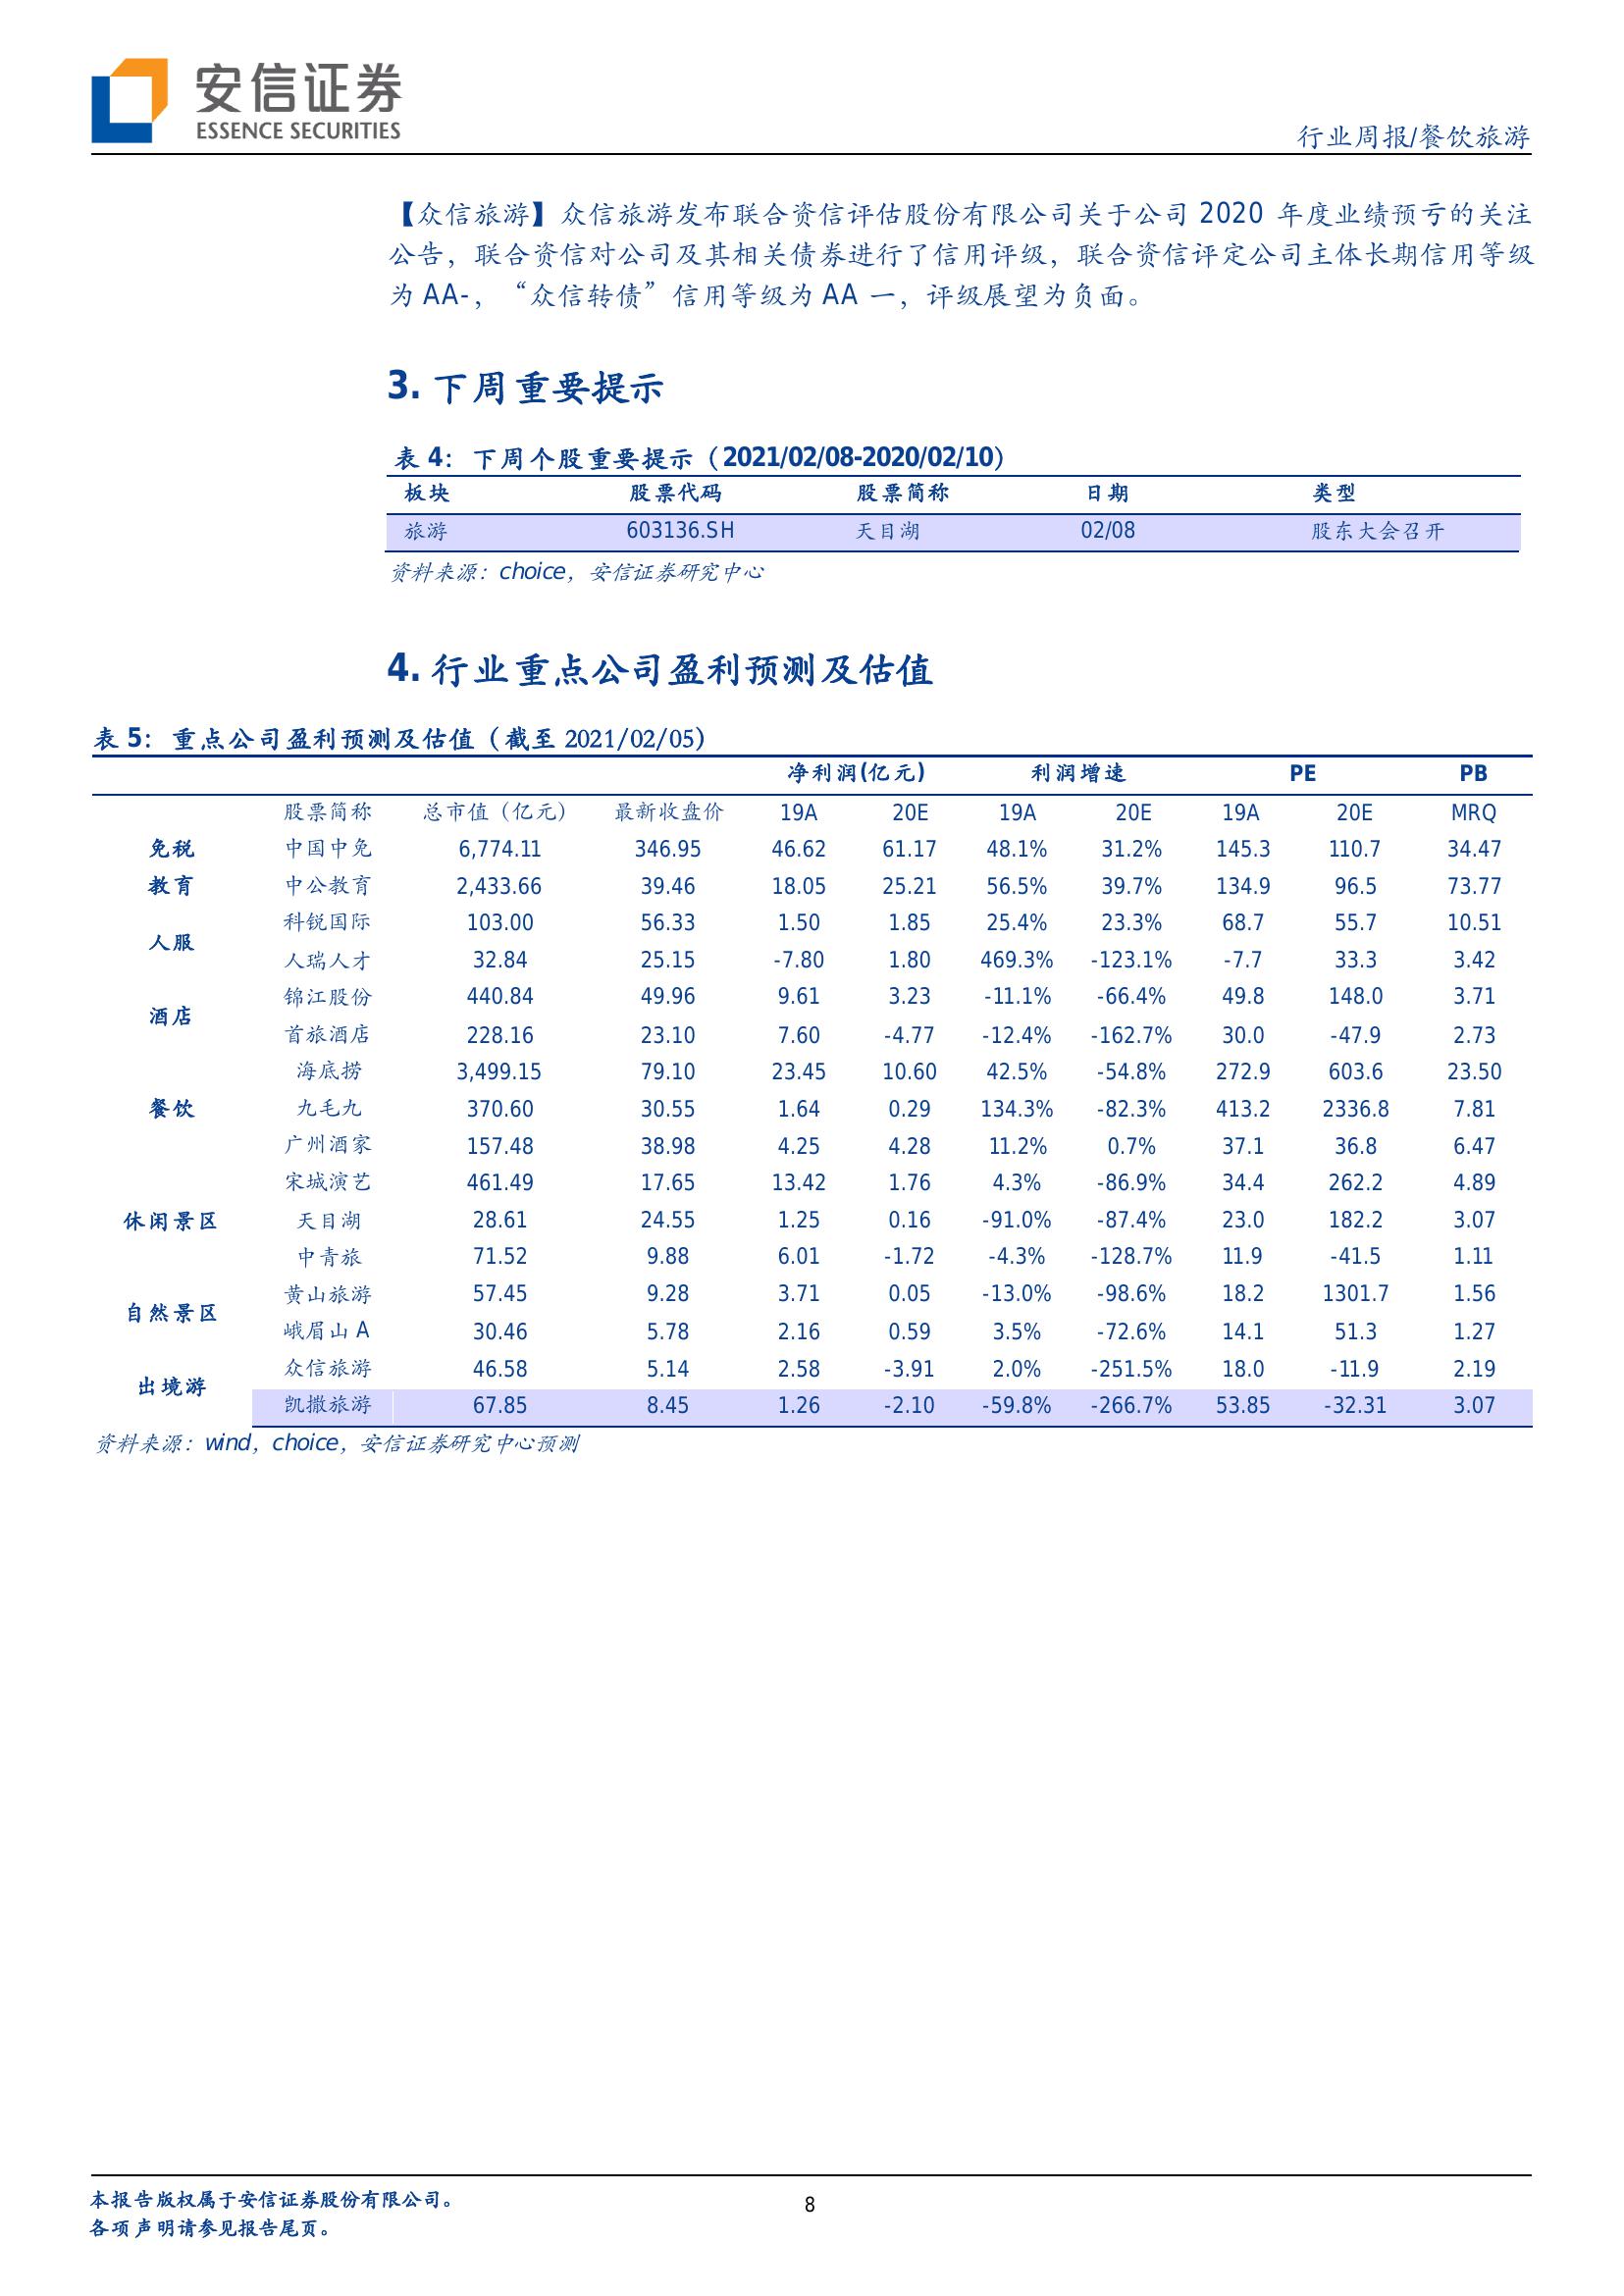 安信证券
ESSENCE SECURITIES
行业周报/餐饮旅游
【众信旅游】众信旅游发布联合资信评估股份有限公司关于公司 2020 年度业绩预亏的关注
公告，联合资信对公司及其相关债券进行了信用评级，联合资信评定公司主体长期信用等级
为 AA-，“众信转债”信用等级为 AA 一，评级展望为负面。
3. 下周重要提示
表 4：下周个股重要提示（2021/02/08-2020/02/10）
板块 股票代码 股票简称 日期 类型
旅游 603136.SH 天目湖 02/08 股东大会召开
资料来源：choice，安信证券研究中心
4. 行业重点公司盈利预测及估值
表 5：重点公司盈利预测及估值（截至 2021/02/05）
净利润(亿元) 利润增速 PE PB
股票简称 总市值（亿元） 最新收盘价 19A 20E 19A 20E 19A 20E MRQ
免税 中国中免 6,774.11 346.95 46.62 61.17 48.1% 31.2% 145.3 110.7 34.47
教育 中公教育 2,433.66 39.46 18.05 25.21 56.5% 39.7% 134.9 96.5 73.77
人服 科锐国际 103.00 56.33 1.50 1.85 25.4% 23.3% 68.7 55.7 10.51
人瑞人才 32.84 25.15 -7.80 1.80 469.3% -123.1% -7.7 33.3 3.42
酒店 锦江股份 440.84 49.96 9.61 3.23 -11.1% -66.4% 49.8 148.0 3.71
首旅酒店 228.16 23.10 7.60 -4.77 -12.4% -162.7% 30.0 -47.9 2.73
海底捞 3,499.15 79.10 23.45 10.60 42.5% -54.8% 272.9 603.6 23.50
餐饮 九毛九 370.60 30.55 1.64 0.29 134.3% -82.3% 413.2 2336.8 7.81
广州酒家 157.48 38.98 4.25 4.28 11.2% 0.7% 37.1 36.8 6.47
宋城演艺 461.49 17.65 13.42 1.76 4.3% -86.9% 34.4 262.2 4.89
休闲景区 天目湖 28.61 24.55 1.25 0.16 -91.0% -87.4% 23.0 182.2 3.07
中青旅 71.52 9.88 6.01 -1.72 -4.3% -128.7% 11.9 -41.5 1.11
自然景区 黄山旅游 57.45 9.28 3.71 0.05 -13.0% -98.6% 18.2 1301.7 1.56
峨眉山 A 30.46 5.78 2.16 0.59 3.5% -72.6% 14.1 51.3 1.27
出境游 众信旅游 46.58 5.14 2.58 -3.91 2.0% -251.5% 18.0 -11.9 2.19
凯撒旅游 67.85 8.45 1.26 -2.10 -59.8% -266.7% 53.85 -32.31 3.07
资料来源：wind，choice，安信证券研究中心预测
本报告版权属于安信证券股份有限公司。
各项声明请参见报告尾页。
8